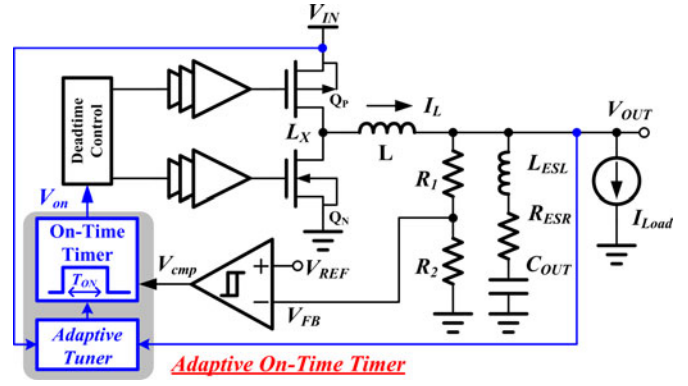 V_IN
Deadtime
Control
Q_P
L_X
I_L
L
V_OUT
Q_N
R_1
L_ESL
R_ESR
I_Load
V_on
On-Time
Timer
T_ON
V_cmp
+
V_REF
−
V_FB
R_2
C_OUT
Adaptive
Tuner
Adaptive On-Time Timer